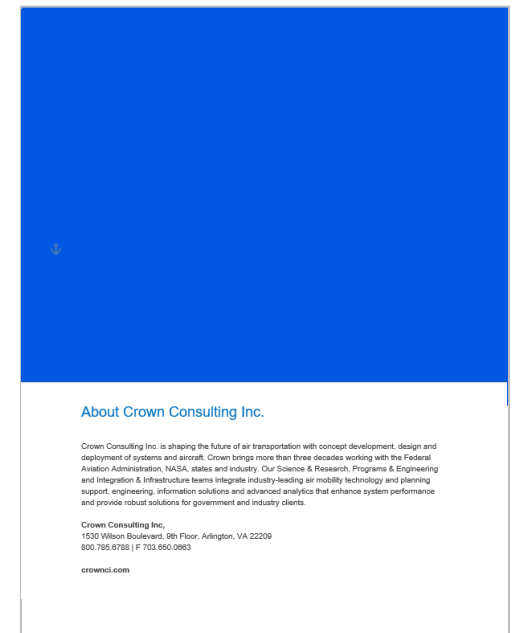 About Crown Consulting Inc.
Crown Consulting Inc. is shaping the future of air transportation with concept development, design and
deployment of systems and aircraft. Crown brings more than three decades working with the Federal
Aviation Administration, NASA, states and industry. Our Science & Research, Programs & Engineering
and Integration & Infrastructure teams integrate industry-leading air mobility technology and planning
support, engineering, information solutions and advanced analytics that enhance system performance
and provide robust solutions for government and industry clients.
Crown Consulting Inc,
1530 Wilson Boulevard, 9th Floor, Arlington, VA 22209
800.785.6788 | F 703.650.0663
crownci.com